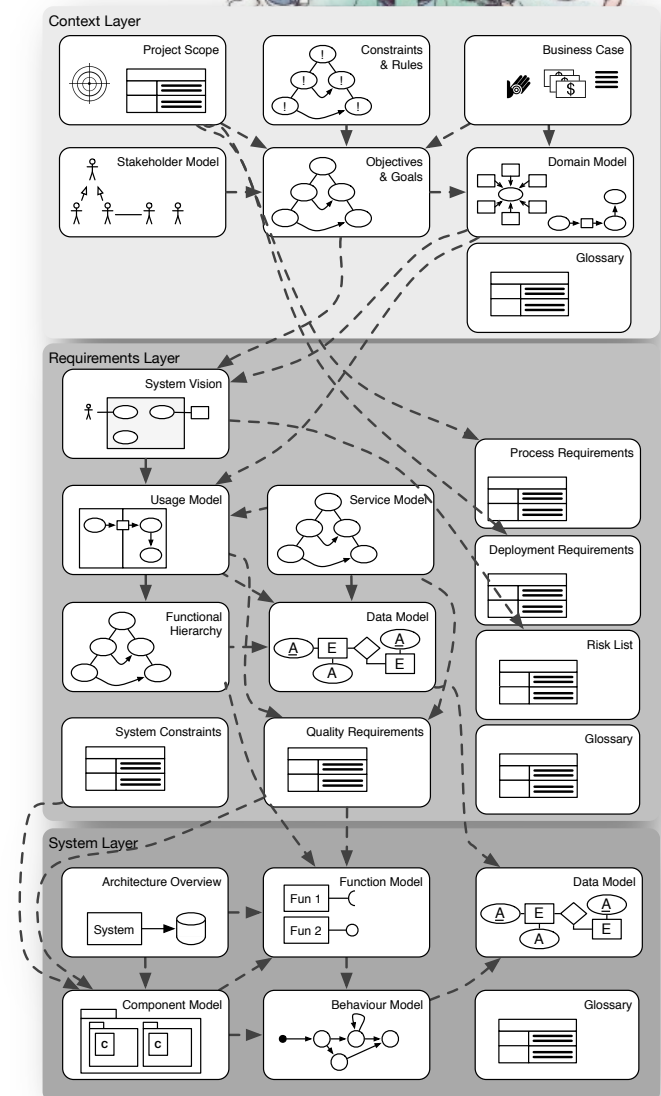 Context Layer
Project Scope
Constraints
& Rules
!
!
!
!
!
Business Case
$
Stakeholder Model
Objectives
& Goals
Domain Model
Glossary
Requirements Layer
System Vision
Process Requirements
Usage Model
Service Model
Deployment Requirements
Functional
Hierarchy
Data Model
A
E
A
A
E
Risk List
System Constraints
Quality Requirements
Glossary
System Layer
Architecture Overview
System
Function Model
Fun 1
Fun 2
Data Model
A
E
A
A
E
Component Model
C
C
Behaviour Model
Glossary